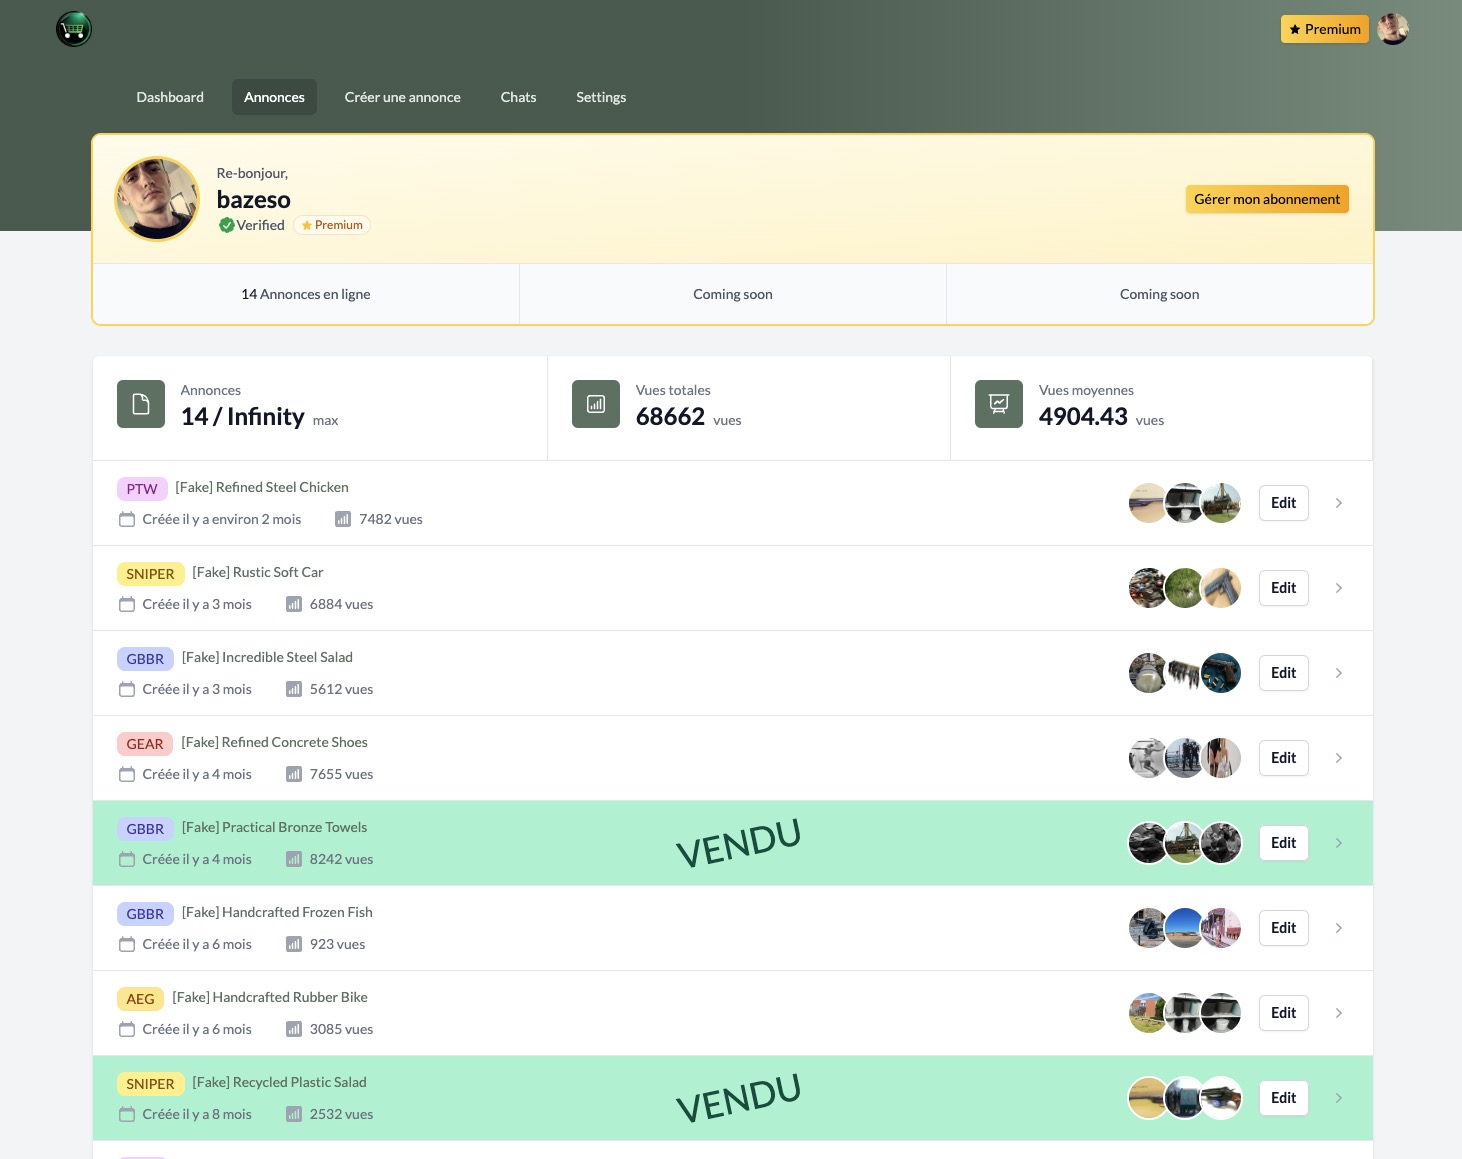 Premium
Dashboard Annonces Créer une annonce Chats Settings
Re-bonjour,
bazeso
Verified Premium
Gérer mon abonnement
14 Annonces en ligne Coming soon Coming soon
Annonces
14 / Infinity max
Vues totales
68662 vues
Vues moyennes
4904.43 vues
PTW [Fake] Refined Steel Chicken
Créée il y a environ 2 mois 7482 vues
Edit
SNIPER [Fake] Rustic Soft Car
Créée il y a 3 mois 6884 vues
Edit
GBBR [Fake] Incredible Steel Salad
Créée il y a 3 mois 5612 vues
Edit
GEAR [Fake] Refined Concrete Shoes
Créée il y a 4 mois 7655 vues
Edit
GBBR [Fake] Practical Bronze Towels
Créée il y a 4 mois 8242 vues
VENDU
Edit
GBBR [Fake] Handcrafted Frozen Fish
Créée il y a 6 mois 923 vues
Edit
AEG [Fake] Handcrafted Rubber Bike
Créée il y a 6 mois 3085 vues
Edit
SNIPER [Fake] Recycled Plastic Salad
Créée il y a 8 mois 2532 vues
VENDU
Edit